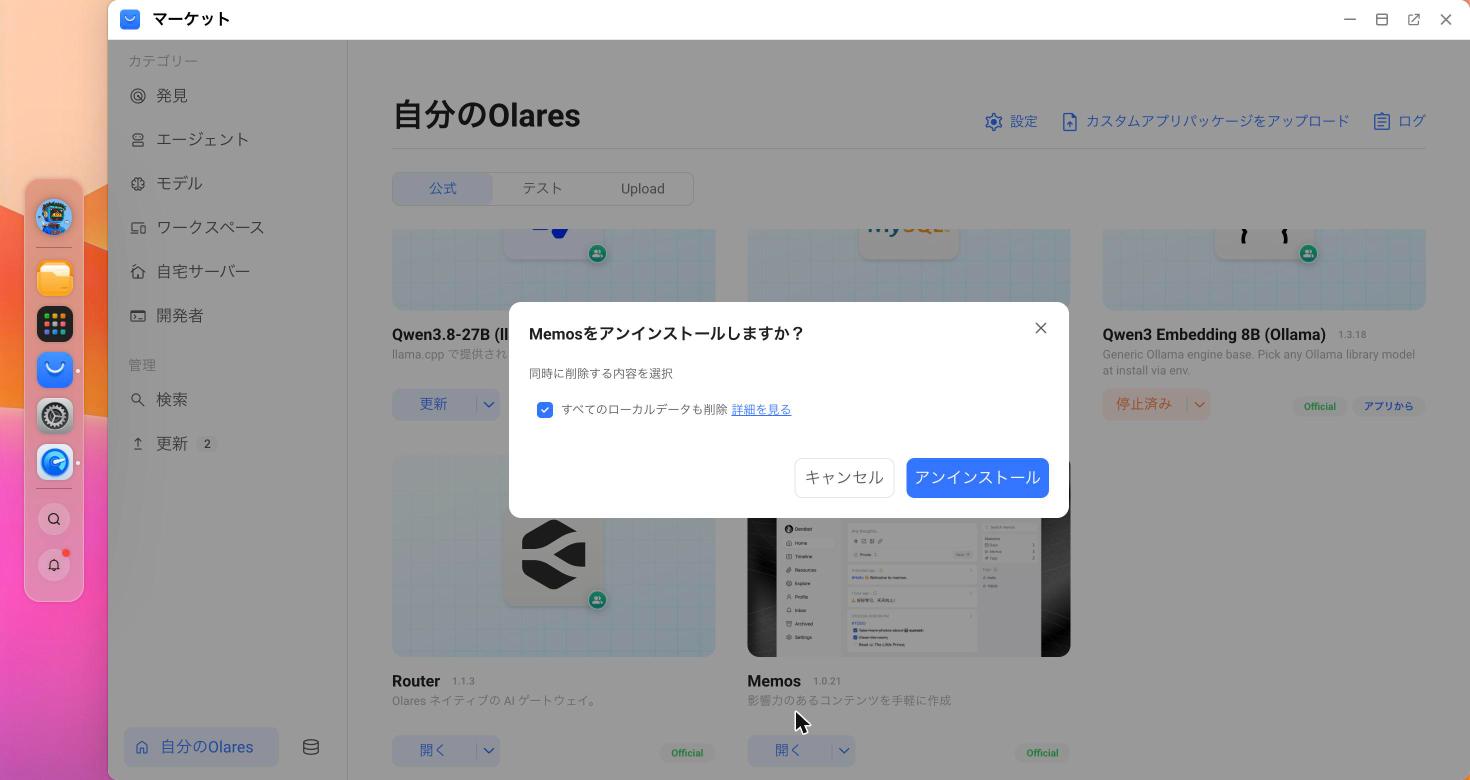 マーケット
カテゴリー
発見
エージェント
モデル
ワークスペース
自宅サーバー
開発者
管理
検索
更新 2
自分のOlares
自分のOlares
設定
カスタムアプリパッケージをアップロード
ログ
公式
テスト
Upload
MySQL
Qwen3.8-27B (ll
llama.cpp で提供され
更新
Qwen3 Embedding 8B (Ollama) 1.3.18
Generic Ollama engine base. Pick any Ollama library model
at install via env.
停止済み
Official
アプリから
Memosをアンインストールしますか？
同時に削除する内容を選択
すべてのローカルデータも削除 詳細を見る
キャンセル
アンインストール
Home
Timeline
Resources
Explore
Profile
Inbox
Archived
Settings
Router 1.1.3
Olares ネイティブの AI ゲートウェイ。
開く
Official
Memos 1.0.21
影響力のあるコンテンツを手軽に作成
開く
Official